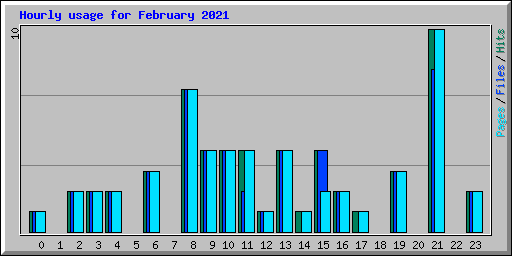 Hourly usage for February 2021
10
Pages/Files/Hits
0 1 2 3 4 5 6 7 8 9 10 11 12 13 14 15 16 17 18 19 20 21 22 23